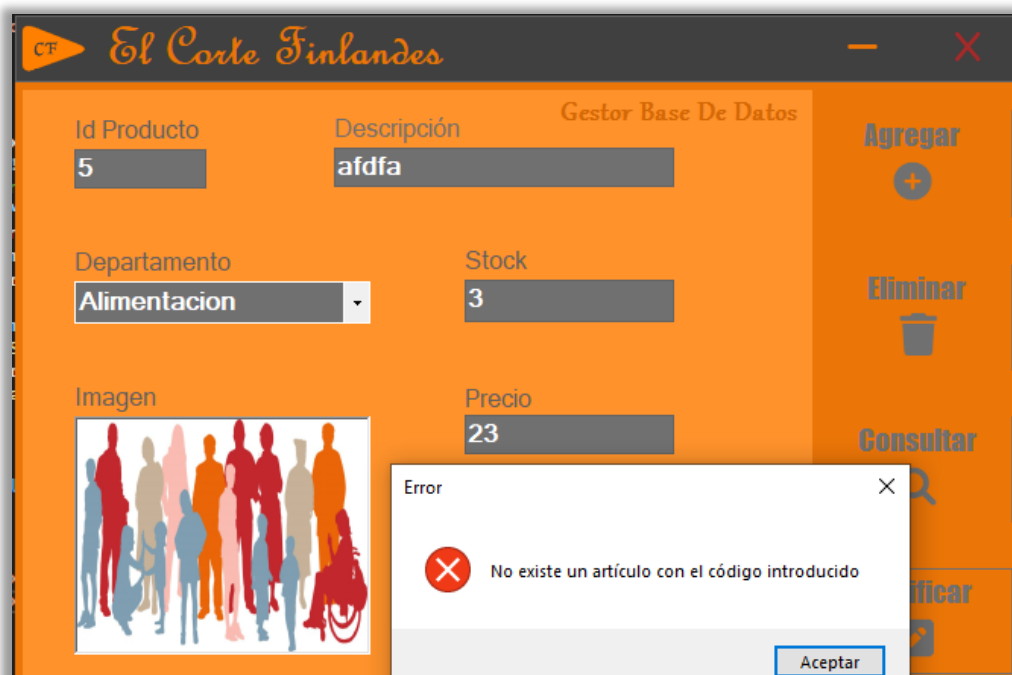 CF
El Corte Finlandes
Gestor Base De Datos
Id Producto
Descripción
Agregar
5
afdfa
Departamento
Stock
Eliminar
Alimentacion
3
Imagen
Precio
23
Consultar
Error
No existe un artículo con el código introducido
ificar
Aceptar